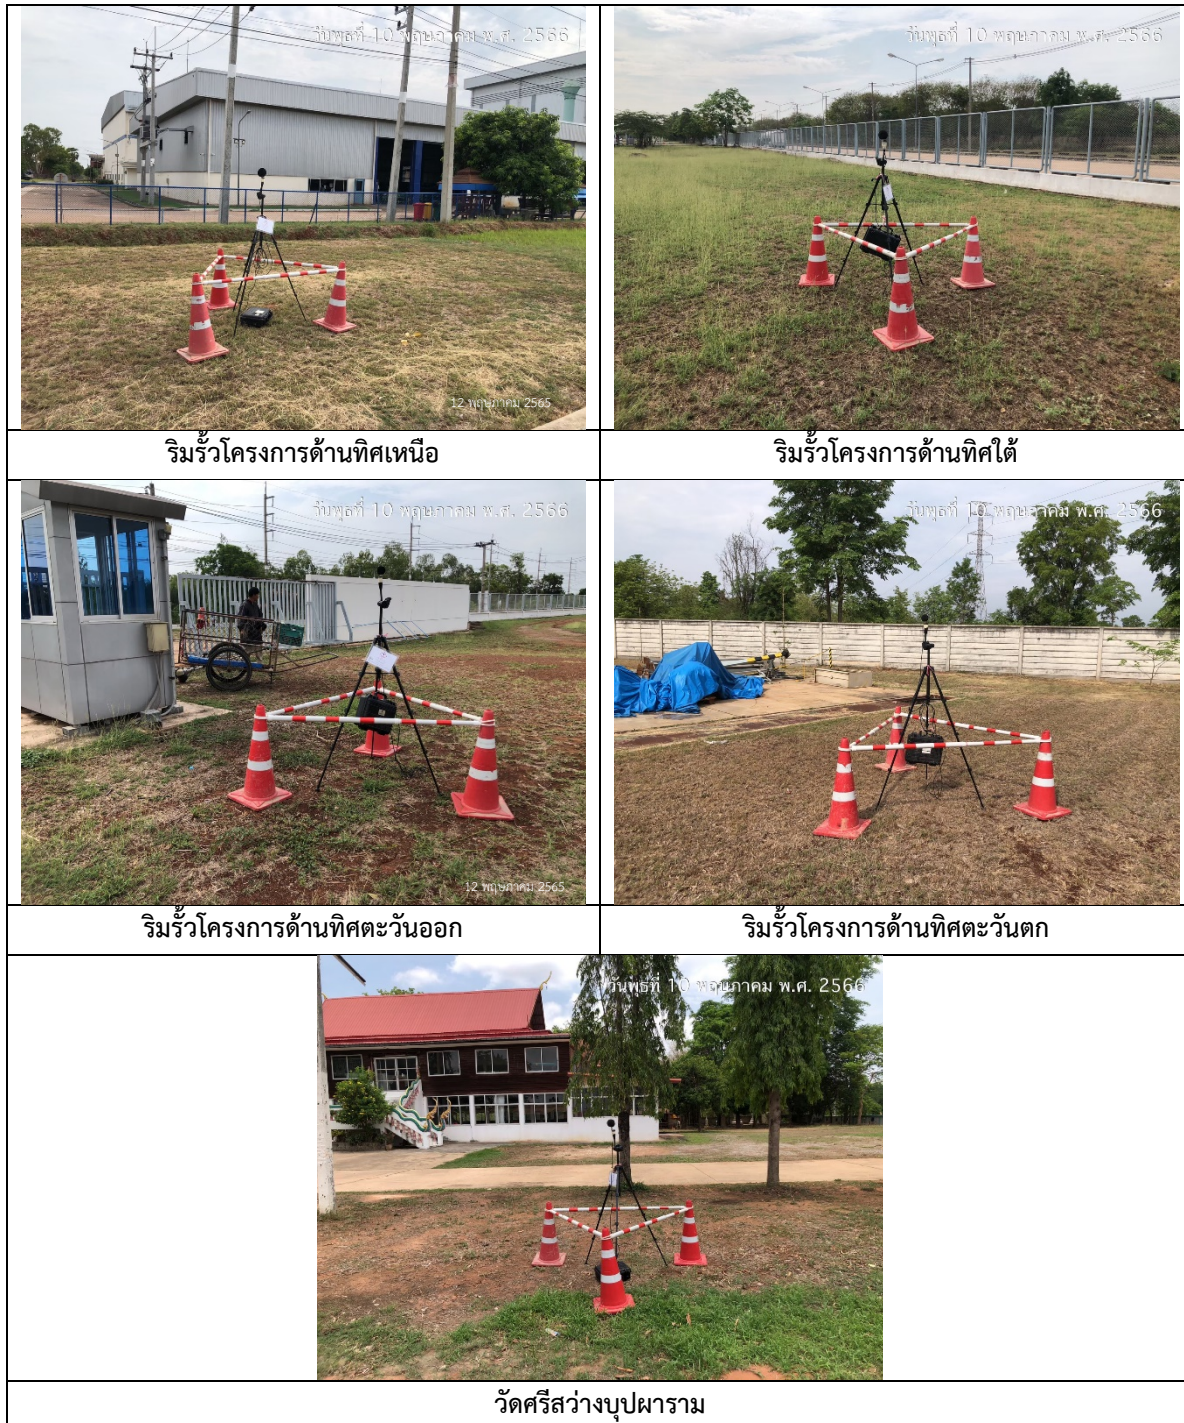 วันพุธที่ 10 พฤษภาคม พ.ศ. 2566
วันพุธที่ 10 พฤษภาคม พ.ศ. 2566
12 พฤษภาคม 2565
ริมรั้วโครงการด้านทิศเหนือ
ริมรั้วโครงการด้านทิศใต้
วันพุธที่ 10 พฤษภาคม พ.ศ. 2566
วันพุธที่ 10 พฤษภาคม พ.ศ. 2566
12 พฤษภาคม 2565
ริมรั้วโครงการด้านทิศตะวันออก
ริมรั้วโครงการด้านทิศตะวันตก
วันพุธที่ 10 พฤษภาคม พ.ศ. 2566
วัดศรีสว่างบุปผาราม